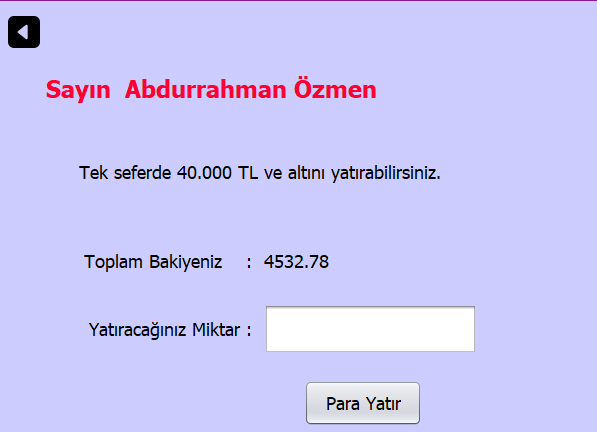 Sayın Abdurrahman Özmen
Tek seferde 40.000 TL ve altını yatırabilirsiniz.
Toplam Bakiyeniz : 4532.78
Yatıracağınız Miktar :
Para Yatır